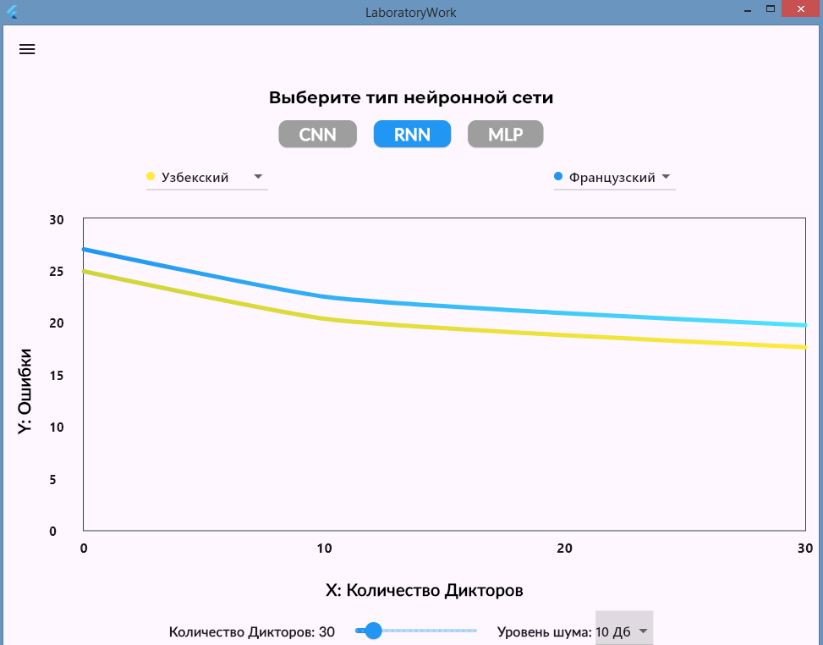 LaboratoryWork
Выберите тип нейронной сети
CNN RNN MLP
Узбекский Французский
30
25
20
15
10
5
0
Y: Ошибки
0 10 20 30
X: Количество Дикторов
Количество Дикторов: 30 Уровень шума: 10 Дб